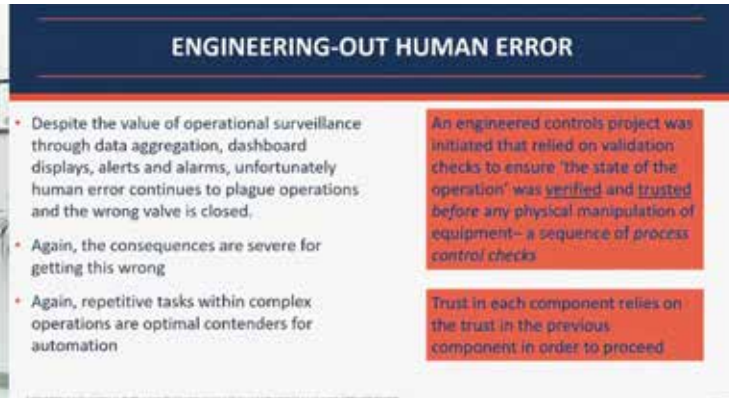 ENGINEERING-OUT HUMAN ERROR
• Despite the value of operational surveillance
through data aggregation, dashboard
displays, alerts and alarms, unfortunately
human error continues to plague operations
and the wrong valve is closed.
• Again, the consequences are severe for
getting this wrong
• Again, repetitive tasks within complex
operations are optimal contenders for
automation
An engineered controls project was
initiated that relied on validation
checks to ensure ‘the state of the
operation’ was verified and trusted
before any physical manipulation of
equipment– a sequence of process
control checks
Trust in each component relies on
the trust in the previous
component in order to proceed